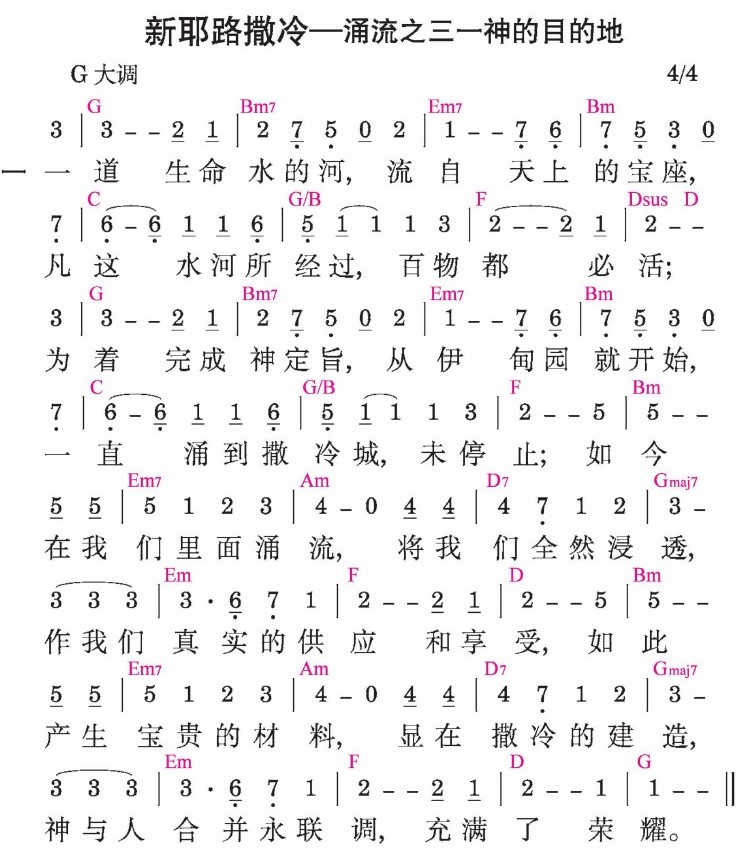 新耶路撒冷—涌流之三一神的目的地
G 大调 4/4
G Bm7 Em7 Bm
3 | 3 - - 2 1 | 2 7 5 0 2 | 1 - - 7 6 | 7 5 3 0
一 一 道 生 命 水 的 河, 流 自 天 上 的 宝 座,
C G/B F Dsus D
7 | 6 - 6 1 1 6 | 5 1 1 1 3 | 2 - - 2 1 | 2 - -
凡 这 水 河 所 经 过, 百 物 都 必 活;
G Bm7 Em7 Bm
3 | 3 - - 2 1 | 2 7 5 0 2 | 1 - - 7 6 | 7 5 3 0
为 着 完 成 神 定 旨, 从 伊 甸 园 就 开 始,
C G/B F Bm
7 | 6 - 6 1 1 6 | 5 1 1 1 3 | 2 - - 5 | 5 - -
一 直 涌 到 撒 冷 城, 未 停 止; 如 今
Em7 Am D7 Gmaj7
5 5 | 5 1 2 3 | 4 - 0 4 4 | 4 7 1 2 | 3 -
在 我 们 里 面 涌 流, 将 我 们 全 然 浸 透,
Em F D Bm
3 3 3 | 3 · 6 7 1 | 2 - - 2 1 | 2 - - 5 | 5 - -
作 我 们 真 实 的 供 应 和 享 受, 如 此
Em7 Am D7 Gmaj7
5 5 | 5 1 2 3 | 4 - 0 4 4 | 4 7 1 2 | 3 -
产 生 宝 贵 的 材 料, 显 在 撒 冷 的 建 造,
Em F D G
3 3 3 | 3 · 6 7 1 | 2 - - 2 1 | 2 - - 1 | 1 - - ‖
神 与 人 合 并 永 联 调, 充 满 了 荣 耀。